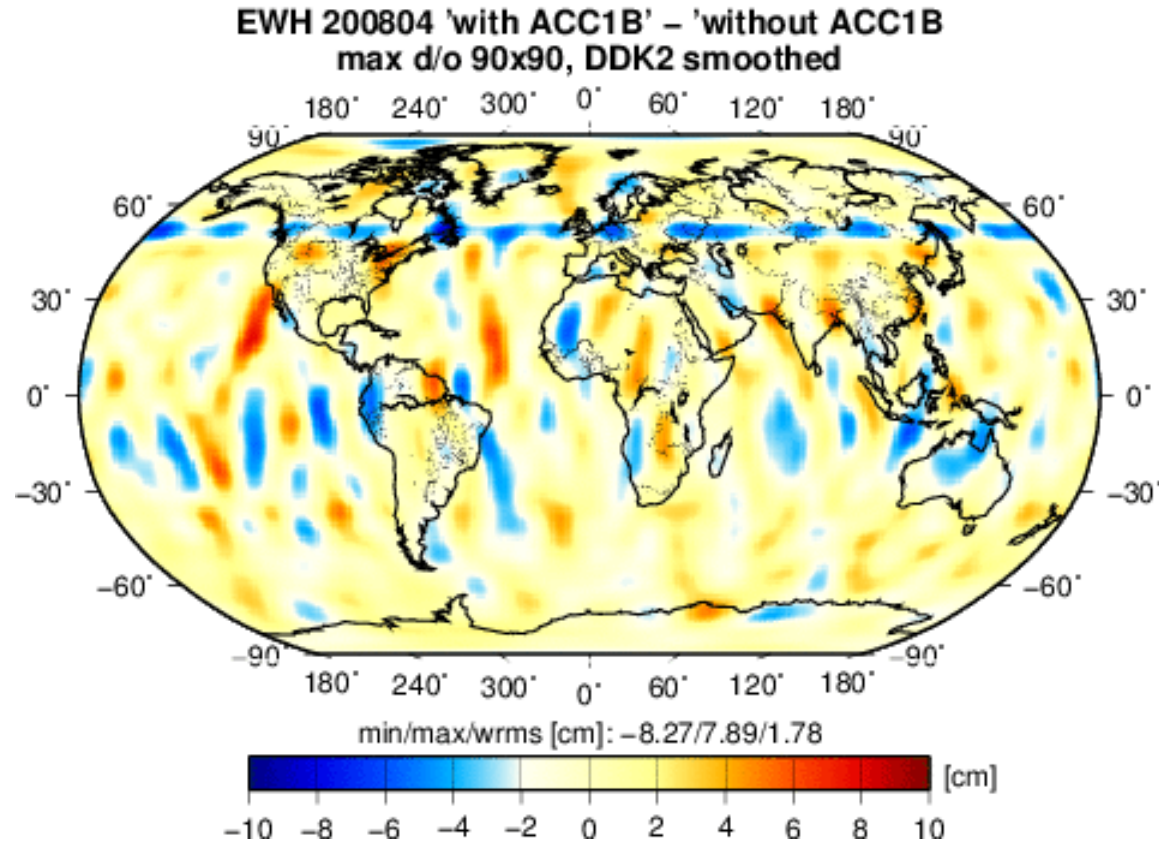 EWH 200804 'with ACC1B' − 'without ACC1B
max d/o 90x90, DDK2 smoothed
180˚ 240˚ 300˚ 0˚ 60˚ 120˚ 180˚
90˚ 90˚
60˚ 60˚
30˚ 30˚
0˚ 0˚
−30˚ −30˚
−60˚ −60˚
−90˚ −90˚
180˚ 240˚ 300˚ 0˚ 60˚ 120˚ 180˚
min/max/wrms [cm]: −8.27/7.89/1.78
[cm]
−10 −8 −6 −4 −2 0 2 4 6 8 10